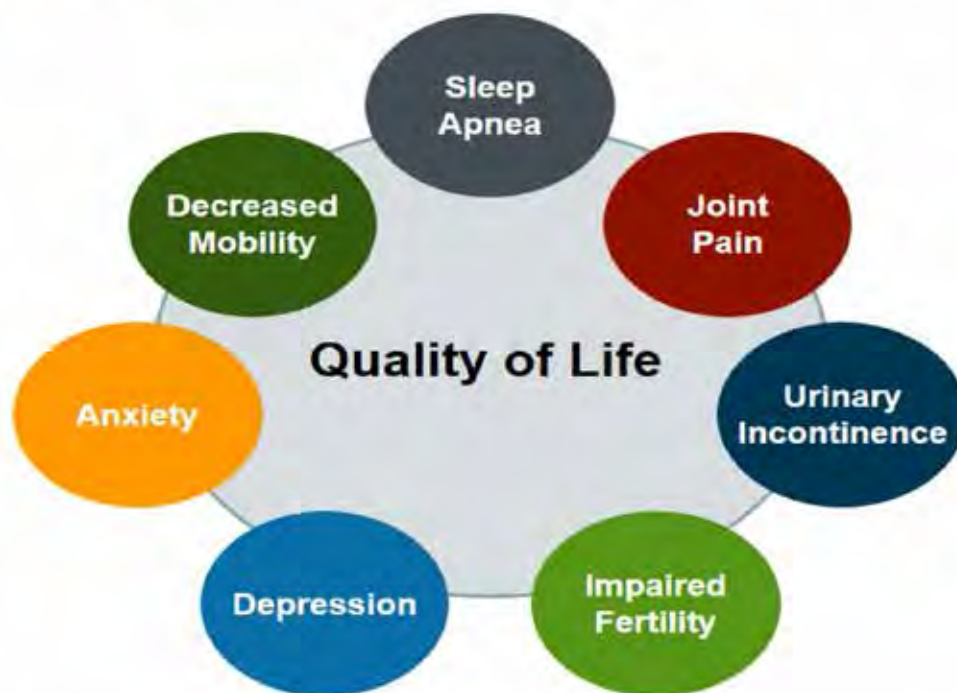 Sleep
Apnea
Decreased
Mobility
Joint
Pain
Quality of Life
Anxiety
Urinary
Incontinence
Depression
Impaired
Fertility